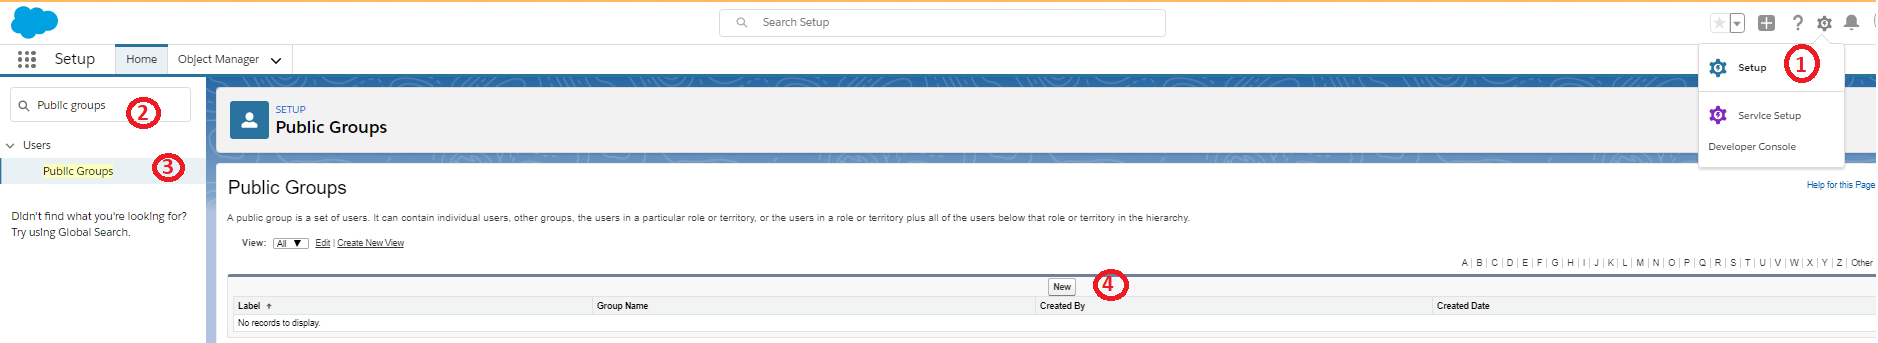 Search Setup
Setup
Home
Object Manager
Setup
1
Service Setup
Developer Console
Public groups
2
Users
Public Groups
3
Didn't find what you're looking for?
Try using Global Search.
SETUP
Public Groups
Public Groups
Help for this Page
A public group is a set of users. It can contain individual users, other groups, the users in a particular role or territory, or the users in a role or territory plus all of the users below that role or territory in the hierarchy.
View: All Edit | Create New View
A | B | C | D | E | F | G | H | I | J | K | L | M | N | O | P | Q | R | S | T | U | V | W | X | Y | Z | Other
New
4
Label Group Name Created By Created Date
No records to display.